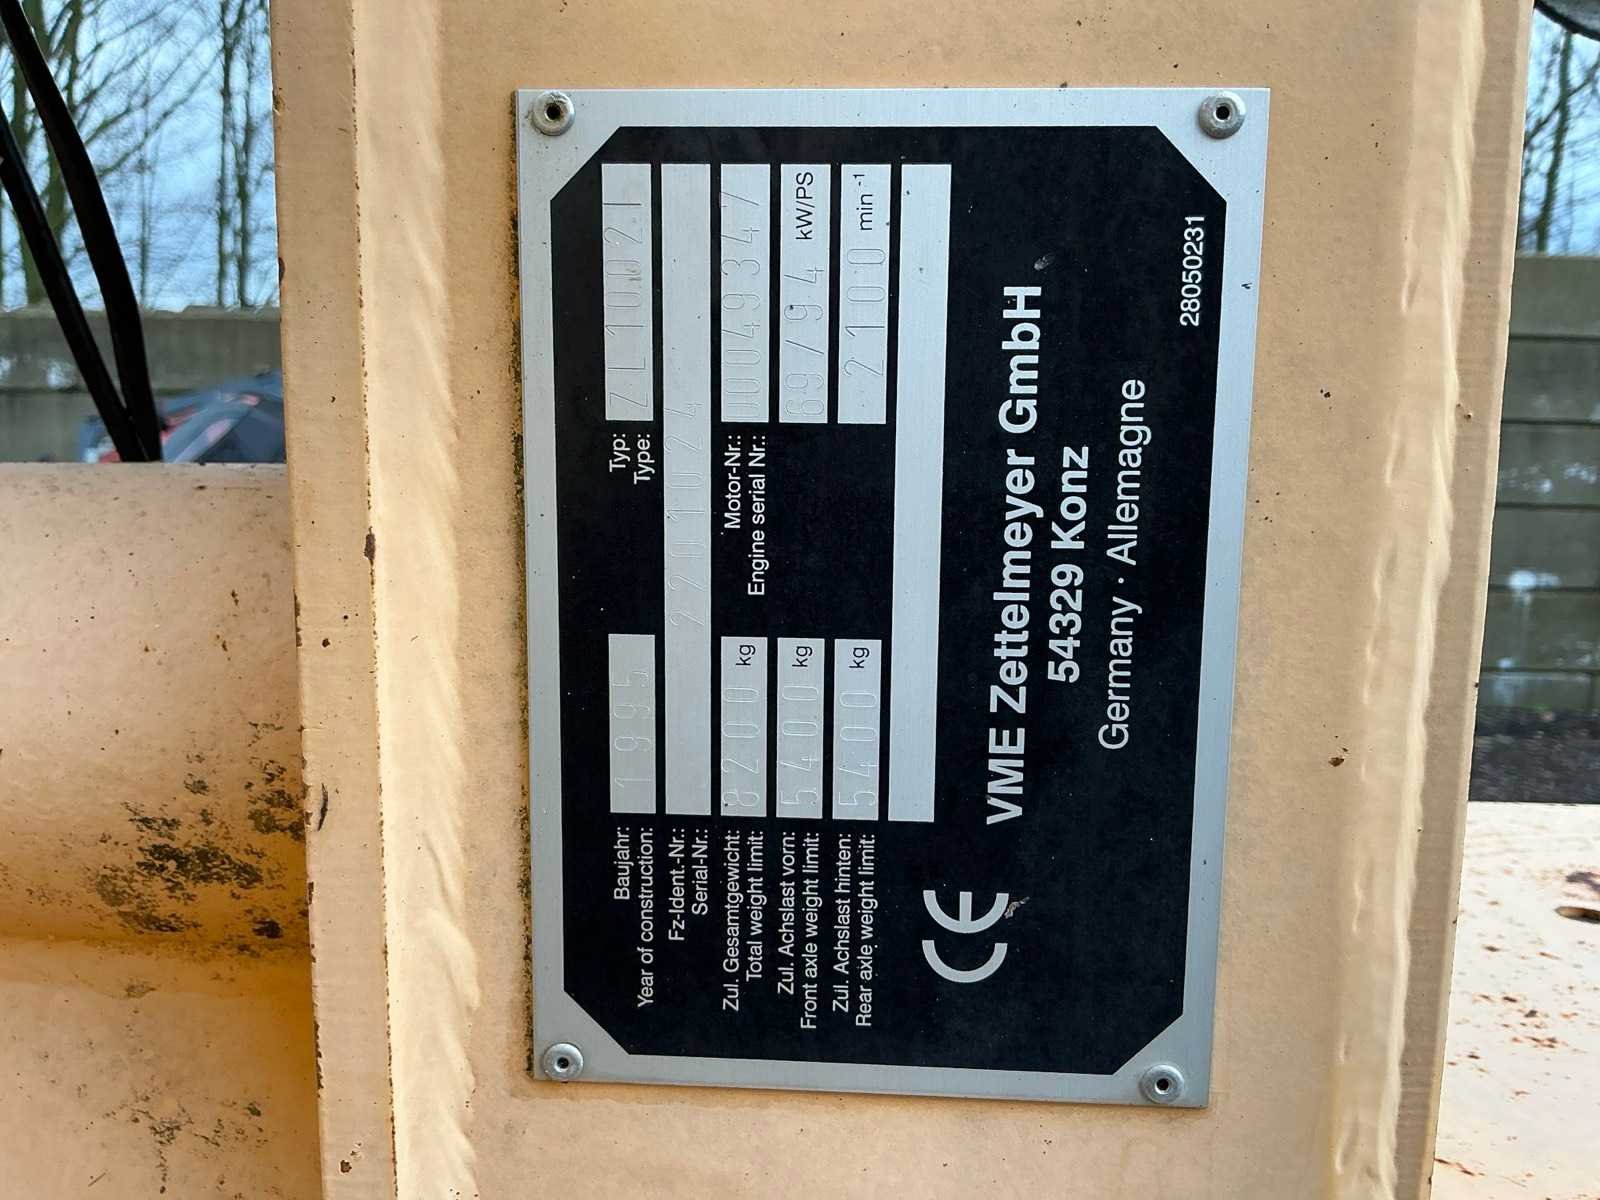 Baujahr: 1995 Typ: ZL1002I
Year of construction: Type:
Fz-Ident.-Nr.: 2201024
Serial-Nr.:
Zul. Gesamtgewicht: 8200 kg Motor-Nr.: 00049347
Total weight limit: Engine serial Nr.:
Zul. Achslast vorn: 5400 kg 69/94 kW/PS
Front axle weight limit:
Zul. Achslast hinten: 5400 kg 2100 min-1
Rear axle weight limit:
CE VME Zettelmeyer GmbH
54329 Konz
Germany · Allemagne
28050231